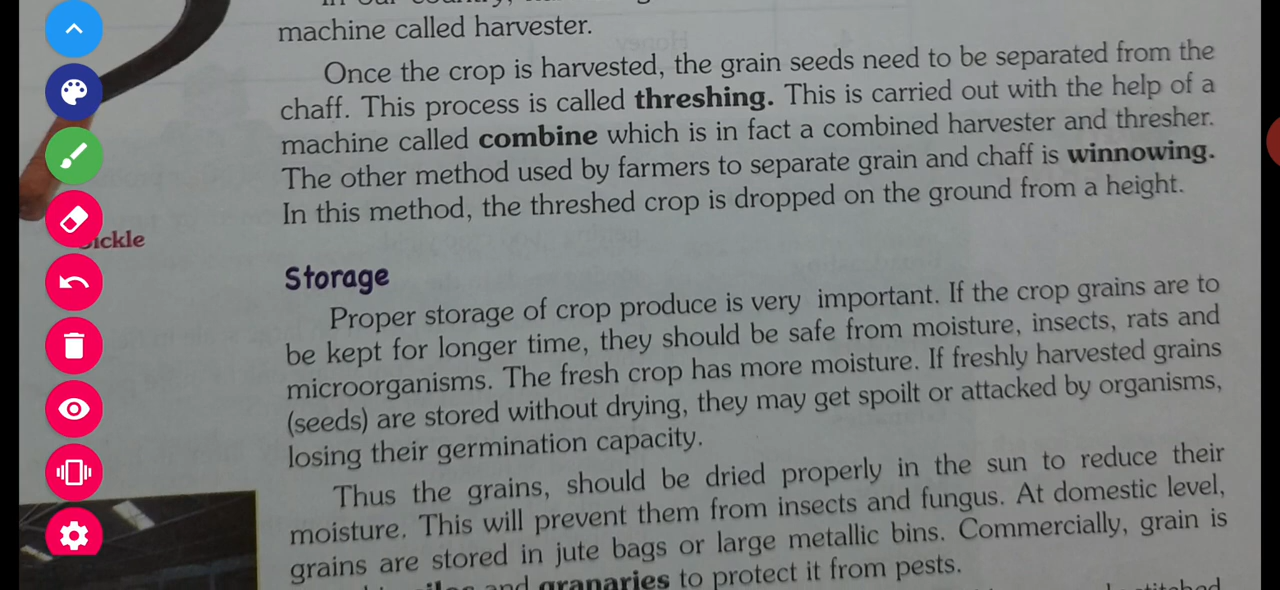 machine called harvester.
Once the crop is harvested, the grain seeds need to be separated from the
chaff. This process is called threshing. This is carried out with the help of a
machine called combine which is in fact a combined harvester and thresher.
The other method used by farmers to separate grain and chaff is winnowing.
In this method, the threshed crop is dropped on the ground from a height.
ickle
Storage
Proper storage of crop produce is very important. If the crop grains are to
be kept for longer time, they should be safe from moisture, insects, rats and
microorganisms. The fresh crop has more moisture. If freshly harvested grains
(seeds) are stored without drying, they may get spoilt or attacked by organisms,
losing their germination capacity.
Thus the grains, should be dried properly in the sun to reduce their
moisture. This will prevent them from insects and fungus. At domestic level,
grains are stored in jute bags or large metallic bins. Commercially, grain is
and granaries to protect it from pests.